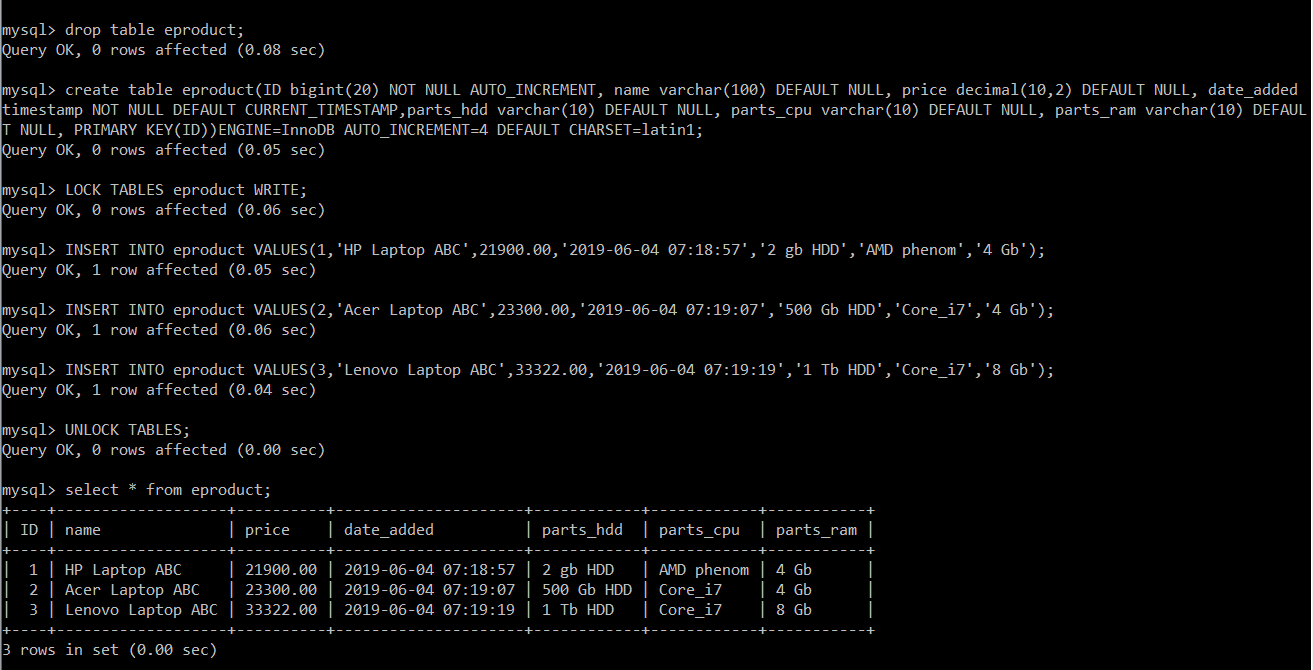 mysql> drop table eproduct;
Query OK, 0 rows affected (0.08 sec)
mysql> create table eproduct(ID bigint(20) NOT NULL AUTO_INCREMENT, name varchar(100) DEFAULT NULL, price decimal(10,2) DEFAULT NULL, date_added
timestamp NOT NULL DEFAULT CURRENT_TIMESTAMP,parts_hdd varchar(10) DEFAULT NULL, parts_cpu varchar(10) DEFAULT NULL, parts_ram varchar(10) DEFAUL
T NULL, PRIMARY KEY(ID))ENGINE=InnoDB AUTO_INCREMENT=4 DEFAULT CHARSET=latin1;
Query OK, 0 rows affected (0.05 sec)
mysql> LOCK TABLES eproduct WRITE;
Query OK, 0 rows affected (0.06 sec)
mysql> INSERT INTO eproduct VALUES(1,'HP Laptop ABC',21900.00,'2019-06-04 07:18:57','2 gb HDD','AMD phenom','4 Gb');
Query OK, 1 row affected (0.05 sec)
mysql> INSERT INTO eproduct VALUES(2,'Acer Laptop ABC',23300.00,'2019-06-04 07:19:07','500 Gb HDD','Core_i7','4 Gb');
Query OK, 1 row affected (0.06 sec)
mysql> INSERT INTO eproduct VALUES(3,'Lenovo Laptop ABC',33322.00,'2019-06-04 07:19:19','1 Tb HDD','Core_i7','8 Gb');
Query OK, 1 row affected (0.04 sec)
mysql> UNLOCK TABLES;
Query OK, 0 rows affected (0.00 sec)
mysql> select * from eproduct;
+----+-------------------+----------+---------------------+------------+------------+-----------+
| ID | name              | price    | date_added          | parts_hdd  | parts_cpu  | parts_ram |
+----+-------------------+----------+---------------------+------------+------------+-----------+
|  1 | HP Laptop ABC     | 21900.00 | 2019-06-04 07:18:57 | 2 gb HDD   | AMD phenom | 4 Gb      |
|  2 | Acer Laptop ABC   | 23300.00 | 2019-06-04 07:19:07 | 500 Gb HDD | Core_i7    | 4 Gb      |
|  3 | Lenovo Laptop ABC | 33322.00 | 2019-06-04 07:19:19 | 1 Tb HDD   | Core_i7    | 8 Gb      |
+----+-------------------+----------+---------------------+------------+------------+-----------+
3 rows in set (0.00 sec)